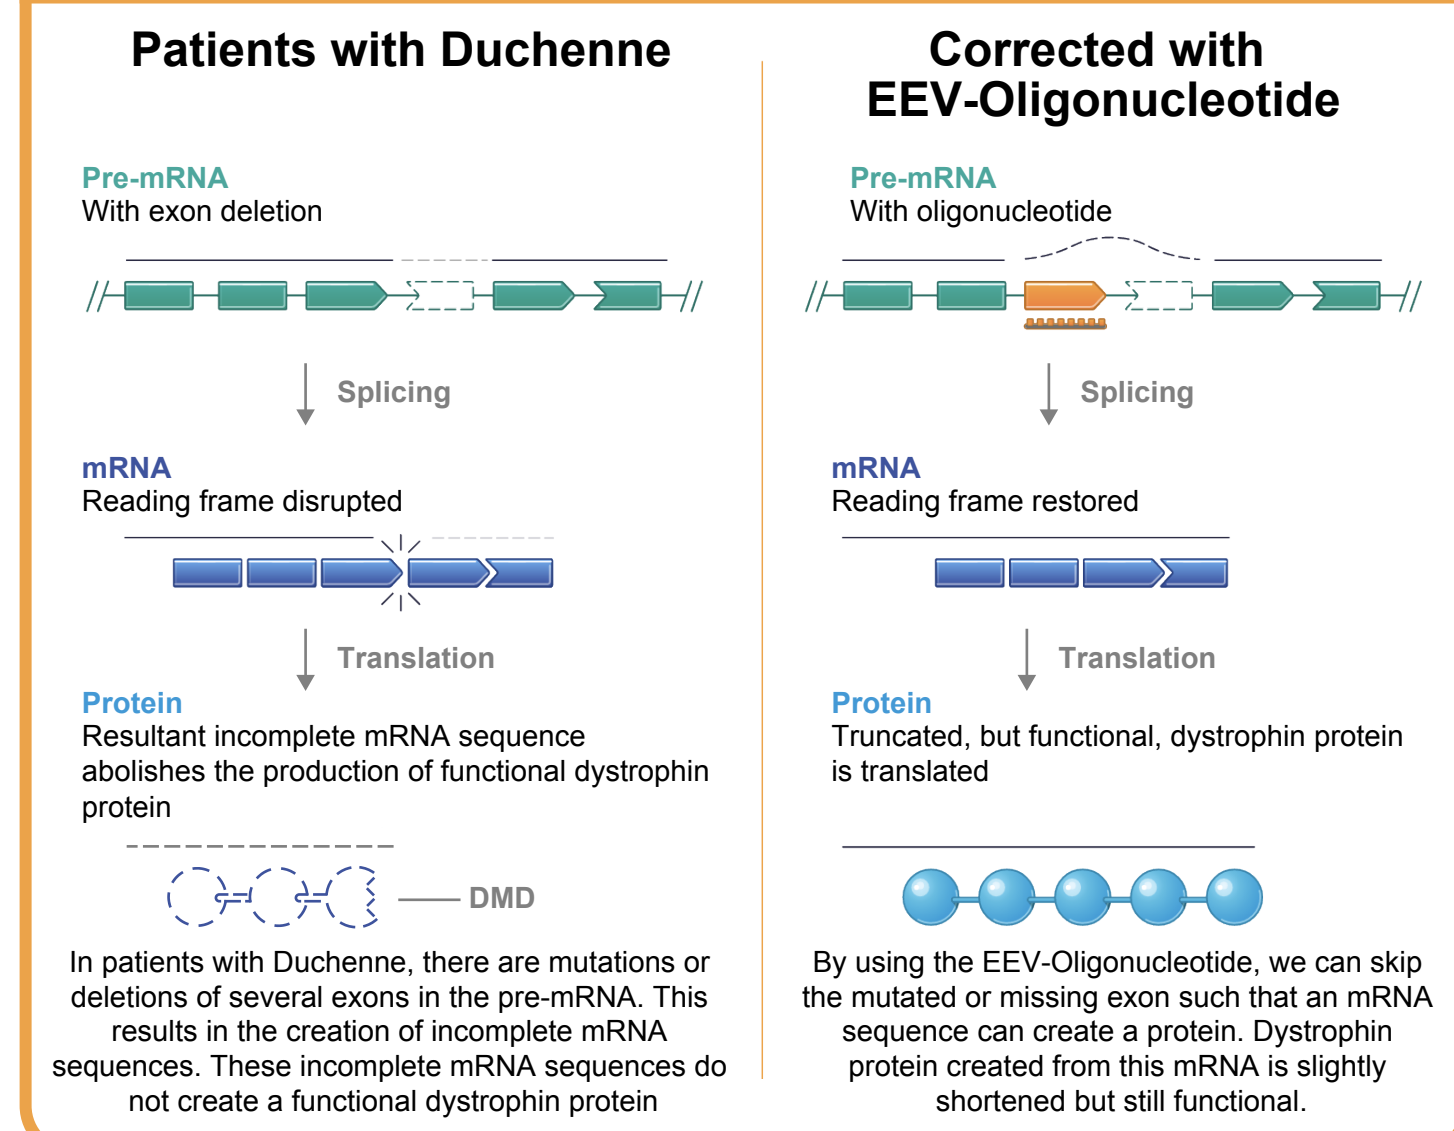 Patients with Duchenne
Pre-mRNA
With exon deletion
Splicing
mRNA
Reading frame disrupted
Translation
Protein
Resultant incomplete mRNA sequence
abolishes the production of functional dystrophin
protein
DMD
In patients with Duchenne, there are mutations or
deletions of several exons in the pre-mRNA. This
results in the creation of incomplete mRNA
sequences. These incomplete mRNA sequences do
not create a functional dystrophin protein
Corrected with
EEV-Oligonucleotide
Pre-mRNA
With oligonucleotide
Splicing
mRNA
Reading frame restored
Translation
Protein
Truncated, but functional, dystrophin protein
is translated
By using the EEV-Oligonucleotide, we can skip
the mutated or missing exon such that an mRNA
sequence can create a protein. Dystrophin
protein created from this mRNA is slightly
shortened but still functional.